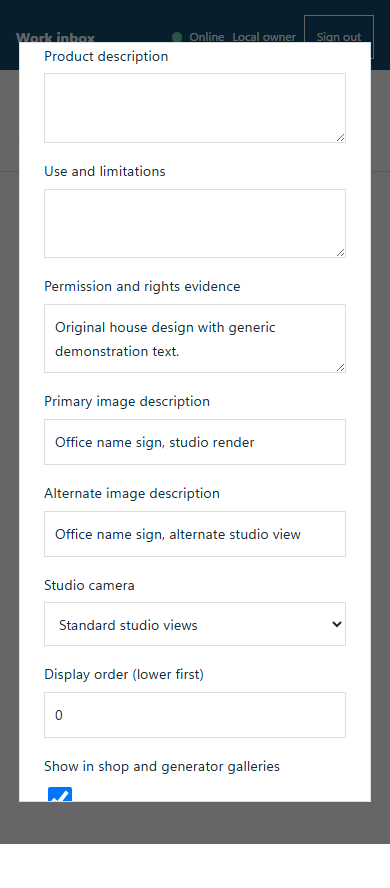 Work inbox
Online
Local owner
Sign out
Product description
Use and limitations
Permission and rights evidence
Original house design with generic
demonstration text.
Primary image description
Office name sign, studio render
Alternate image description
Office name sign, alternate studio view
Studio camera
Standard studio views
Display order (lower first)
0
Show in shop and generator galleries